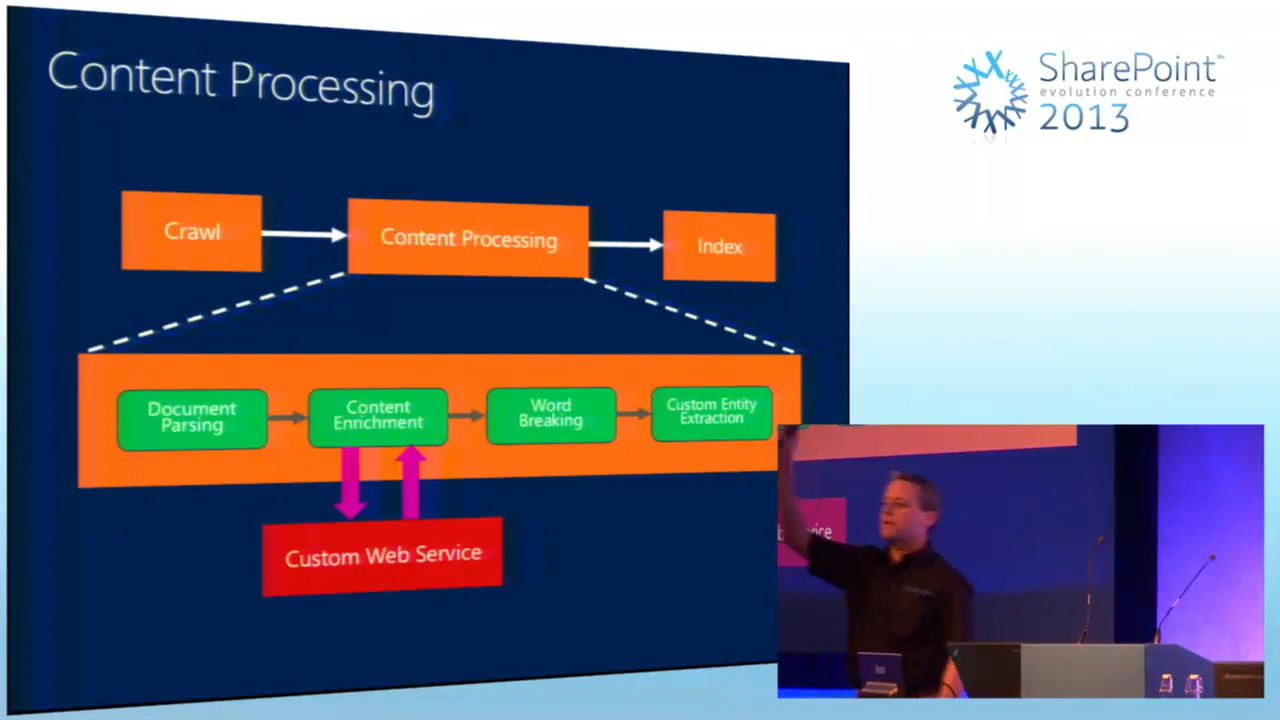 Content Processing
SharePoint™
evolution conference
2013
Crawl
Content Processing
Index
Document
Parsing
Content
Enrichment
Word
Breaking
Custom Entity
Extraction
Custom Web Service